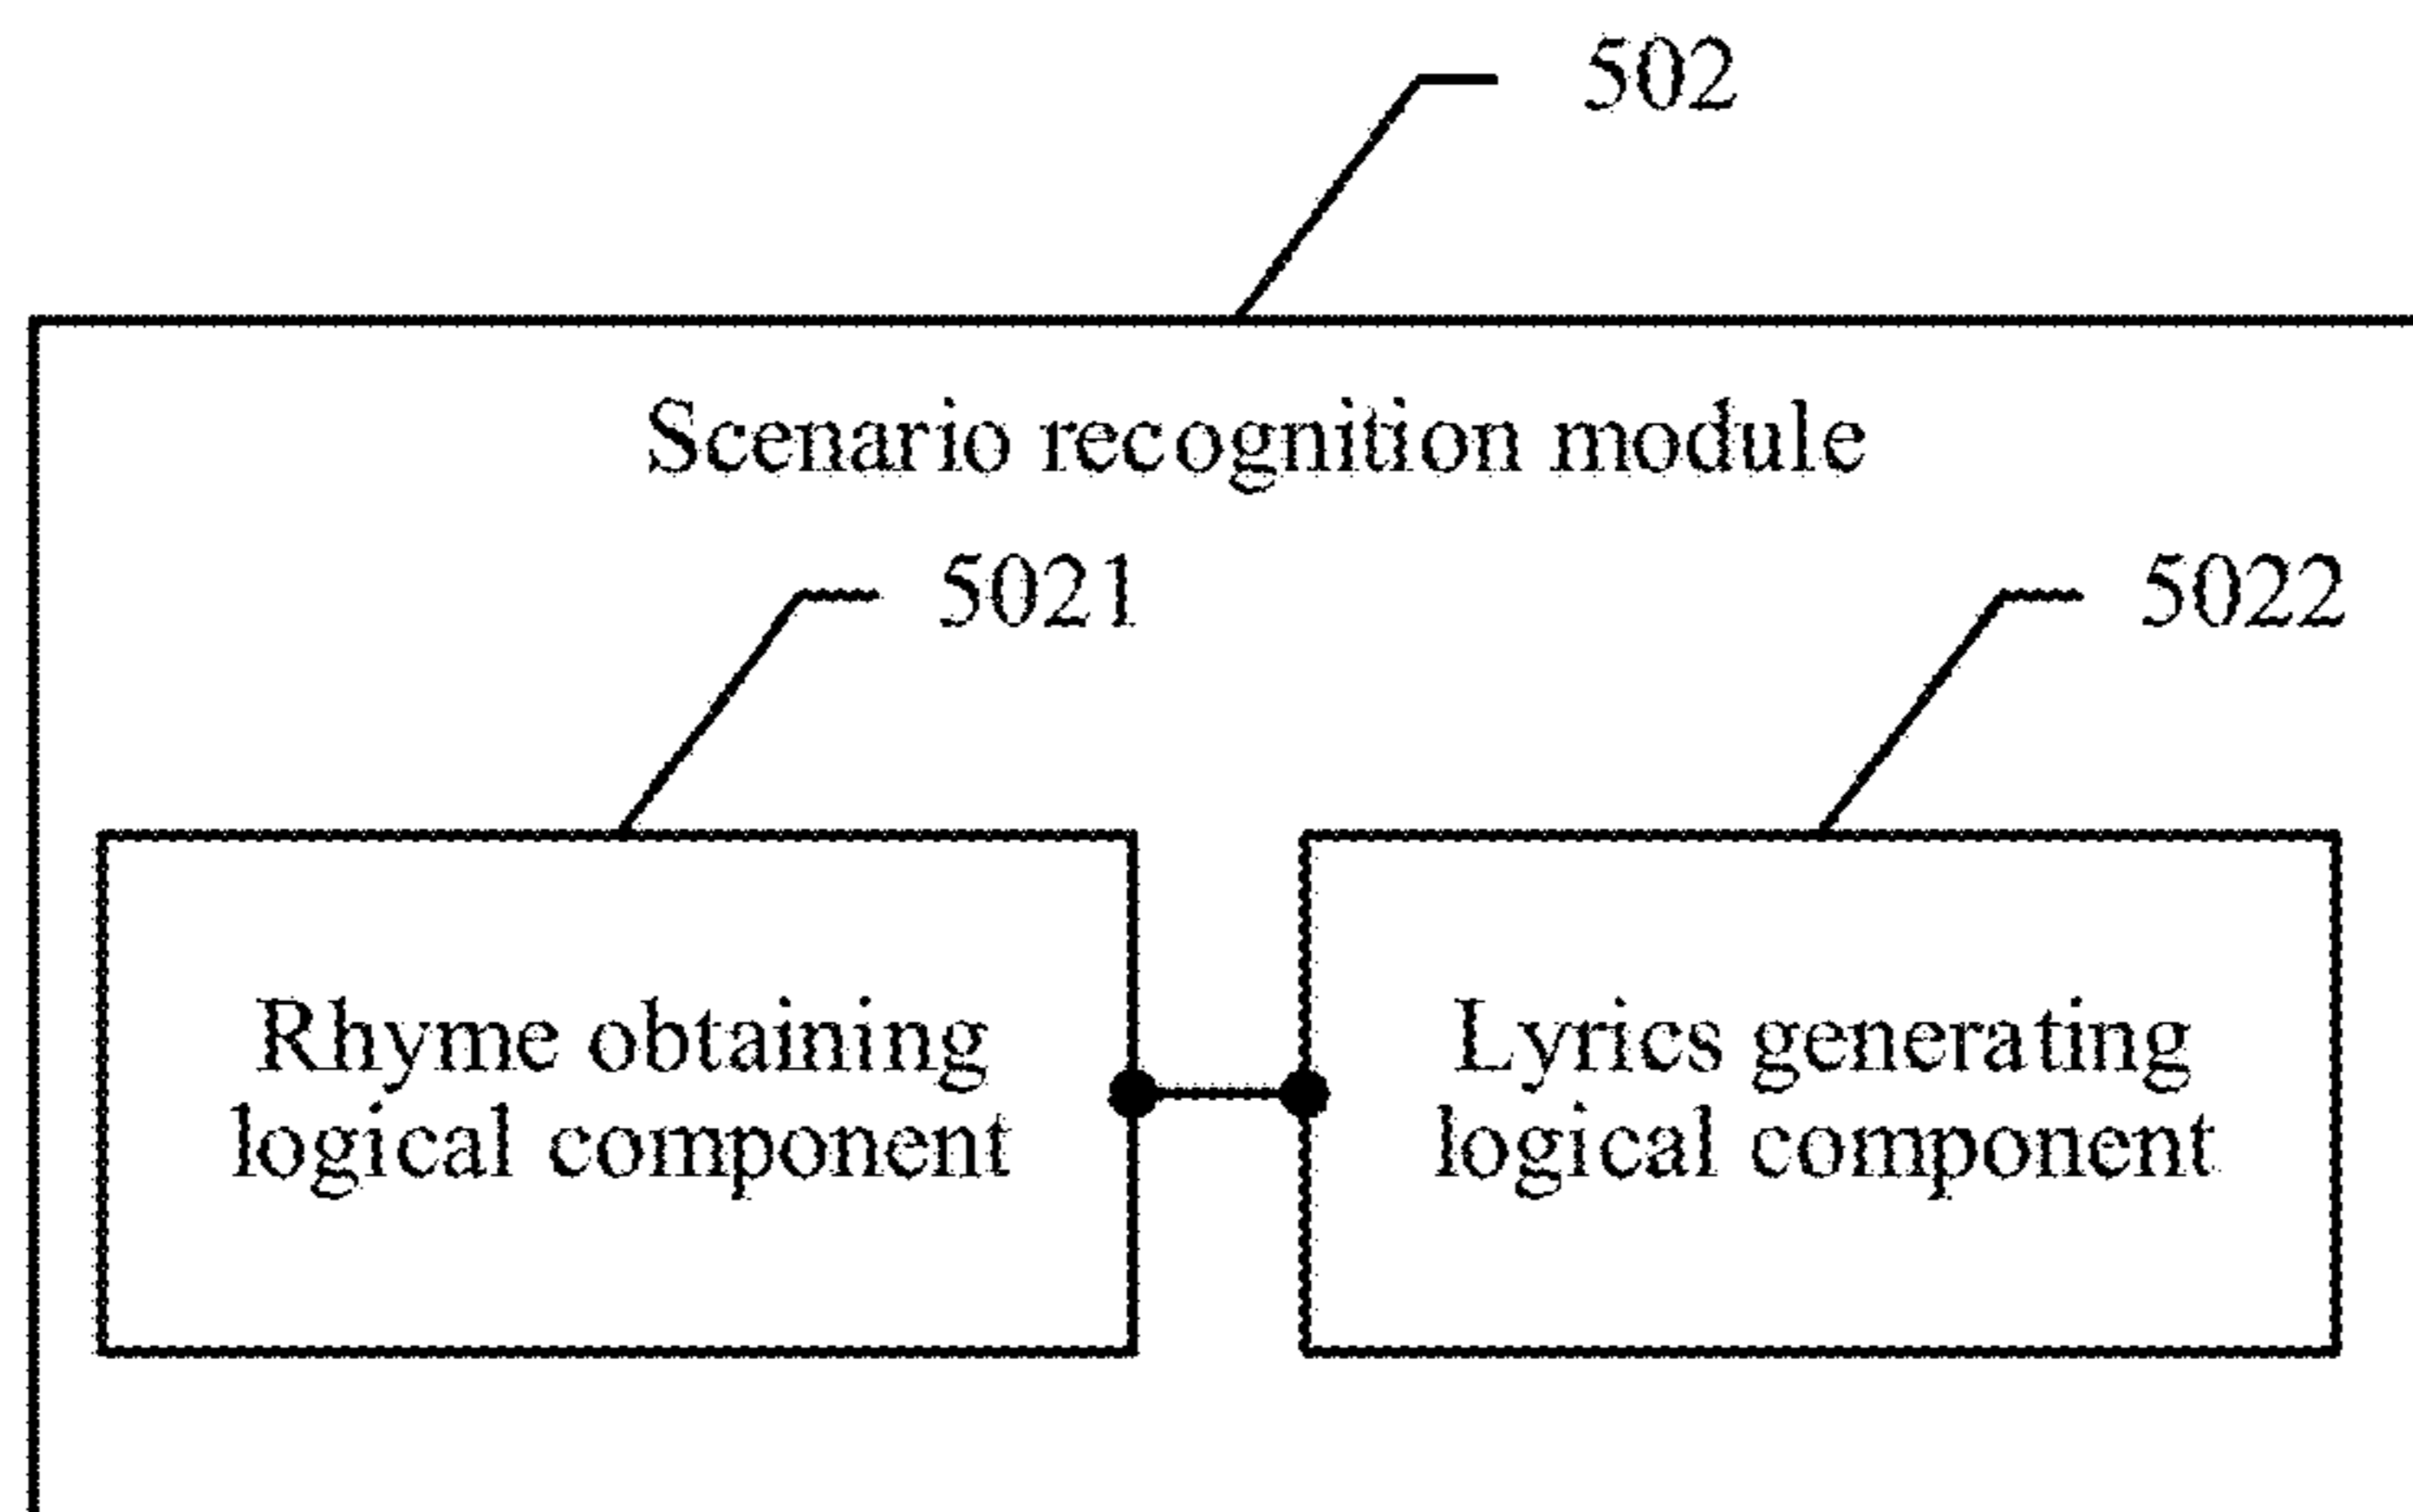 502
Scenario recognition module
5021
5022
Rhyme obtaining
logical component
Lyrics generating
logical component